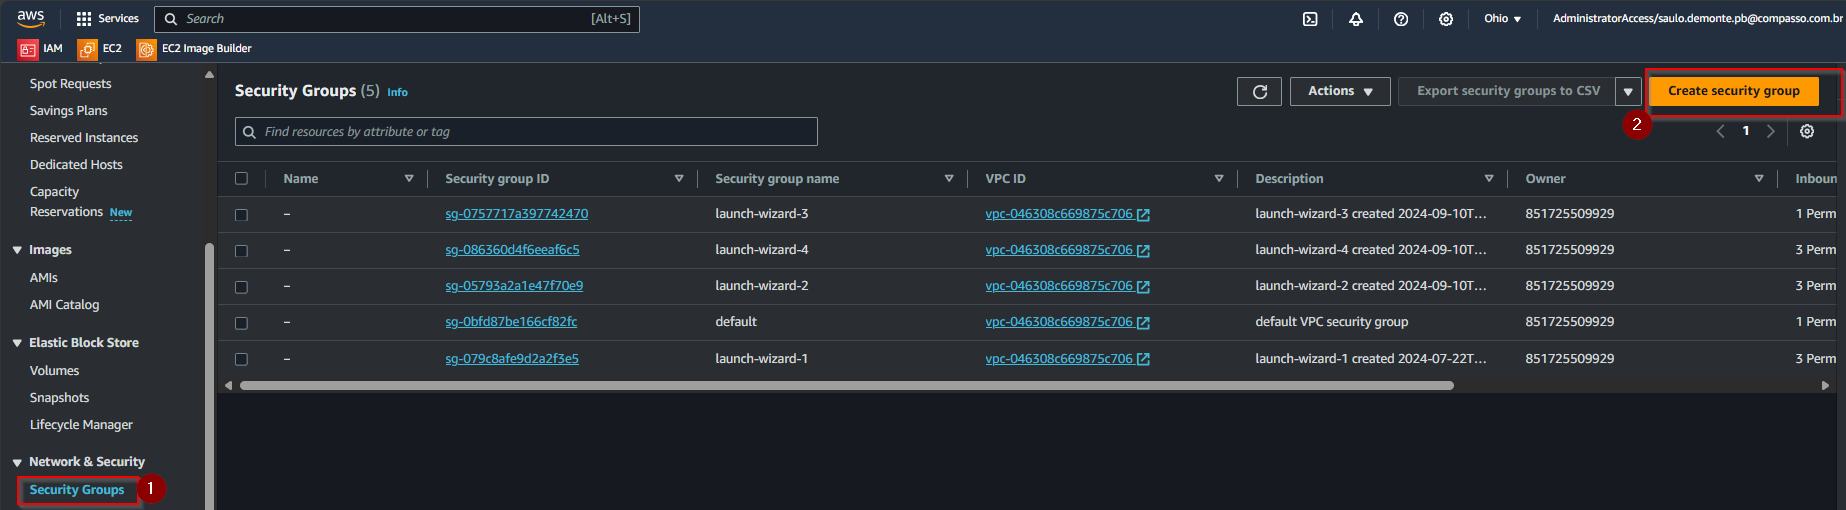 aws Services Search [Alt+S] Ohio AdministratorAccess/saulo.demonte.pb@compasso.com.br
IAM EC2 EC2 Image Builder
Spot Requests
Savings Plans
Reserved Instances
Dedicated Hosts
Capacity
Reservations New
Images
AMIs
AMI Catalog
Elastic Block Store
Volumes
Snapshots
Lifecycle Manager
Network & Security
Security Groups 1
Security Groups (5) Info Actions Export security groups to CSV Create security group
Find resources by attribute or tag 2 1
Name Security group ID Security group name VPC ID Description Owner Inboun
– sg-0757717a397742470 launch-wizard-3 vpc-046308c669875c706 launch-wizard-3 created 2024-09-10T... 851725509929 1 Perm
– sg-086360d4f6eeaf6c5 launch-wizard-4 vpc-046308c669875c706 launch-wizard-4 created 2024-09-10T... 851725509929 3 Perm
– sg-05793a2a1e47f70e9 launch-wizard-2 vpc-046308c669875c706 launch-wizard-2 created 2024-09-10T... 851725509929 3 Perm
– sg-0bfd87be166cf82fc default vpc-046308c669875c706 default VPC security group 851725509929 1 Perm
– sg-079c8afe9d2a2f3e5 launch-wizard-1 vpc-046308c669875c706 launch-wizard-1 created 2024-07-22T... 851725509929 3 Perm